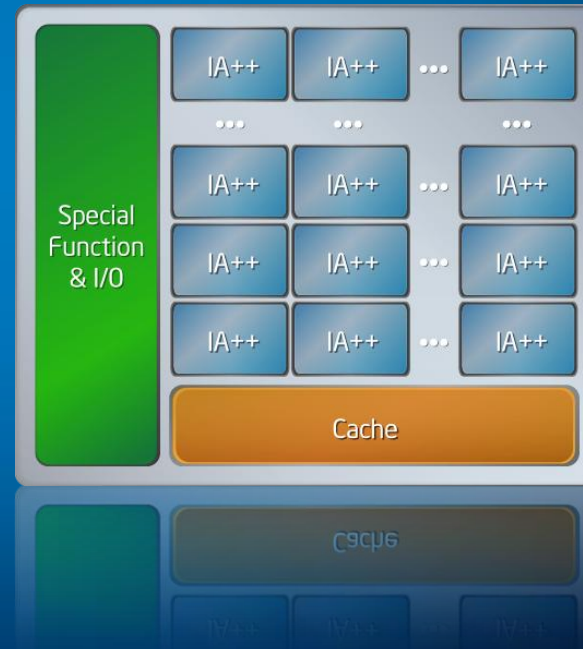 IA++ IA++ ... IA++
... ... ...
IA++ IA++ ... IA++
Special
Function
& I/O
IA++ IA++ ... IA++
IA++ IA++ ... IA++
Cache